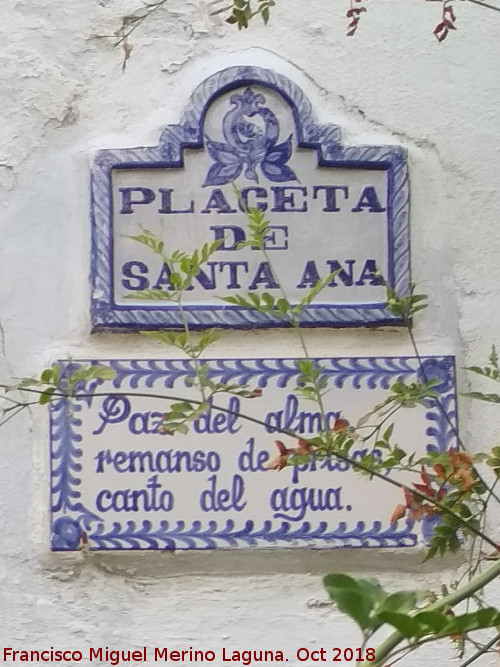 PLACETA
DE
SANTA ANA
Paz del alma
remanso de prisas
canto del agua.
Francisco Miguel Merino Laguna. Oct 2018